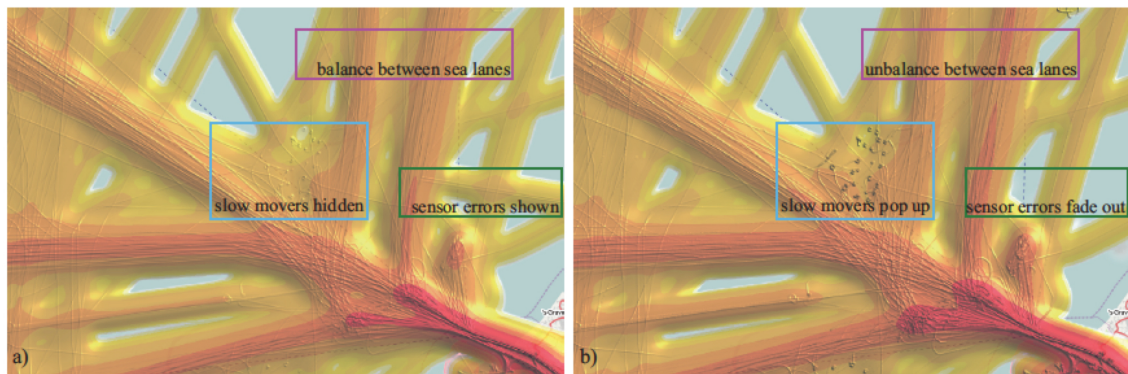 balance between sea lanes
slow movers hidden
sensor errors shown
a)
unbalance between sea lanes
slow movers pop up
sensor errors fade out
b)